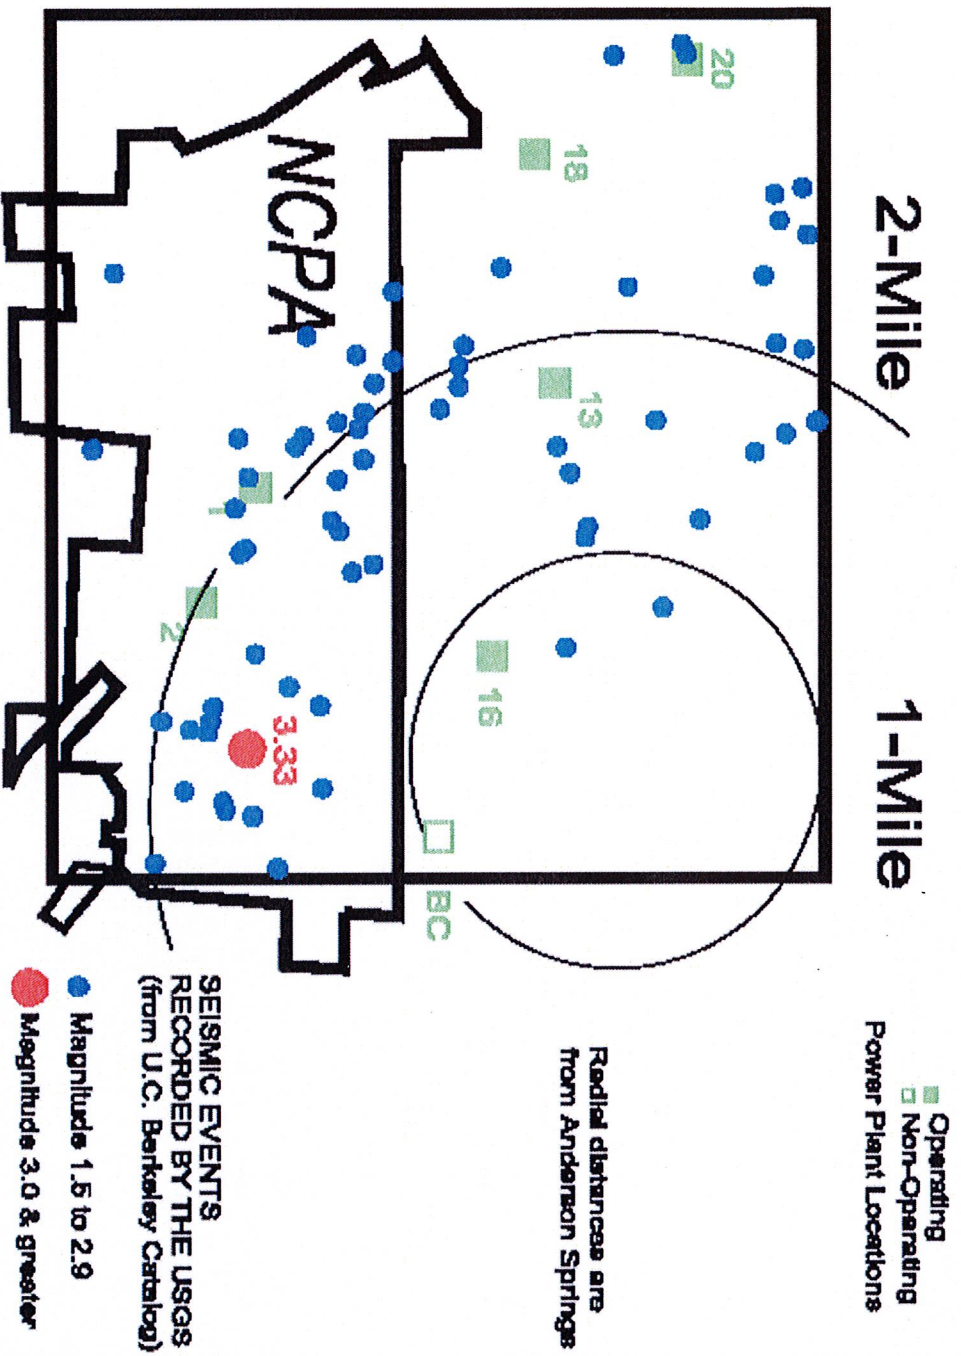 2-Mile
1-Mile
20
18
13
16
BC
NCPA
1
2
3.33
Operating
Non-Operating
Power Plant Locations
Radial distances are
from Anderson Springs
SEISMIC EVENTS
RECORDED BY THE USGS
(from U.C. Berkeley Catalog)
Magnitude 1.5 to 2.9
Magnitude 3.0 & greater